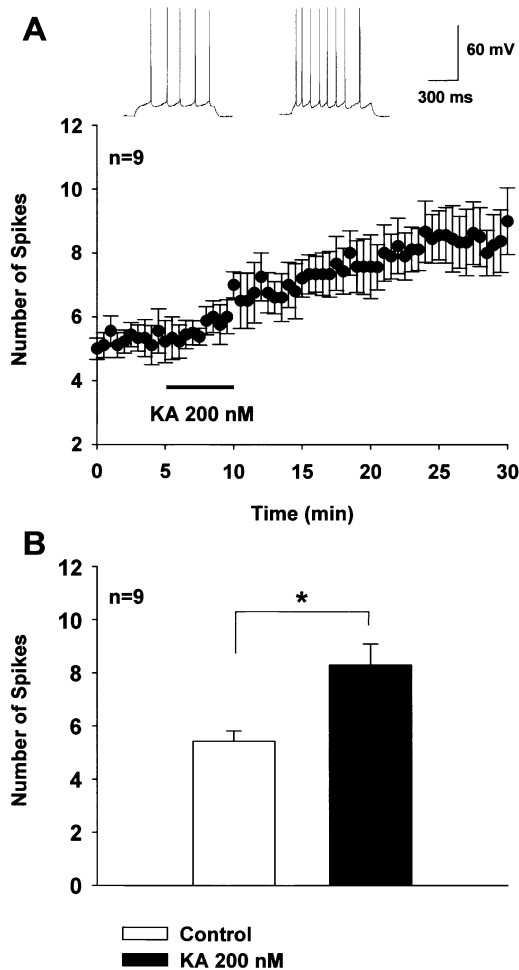 A
60 mV
300 ms
12
n=9
10
8
6
4
2
Number of Spikes
KA 200 nM
0 5 10 15 20 25 30
Time (min)
B
12
n=9
*
10
8
6
4
2
0
Number of Spikes
Control
KA 200 nM